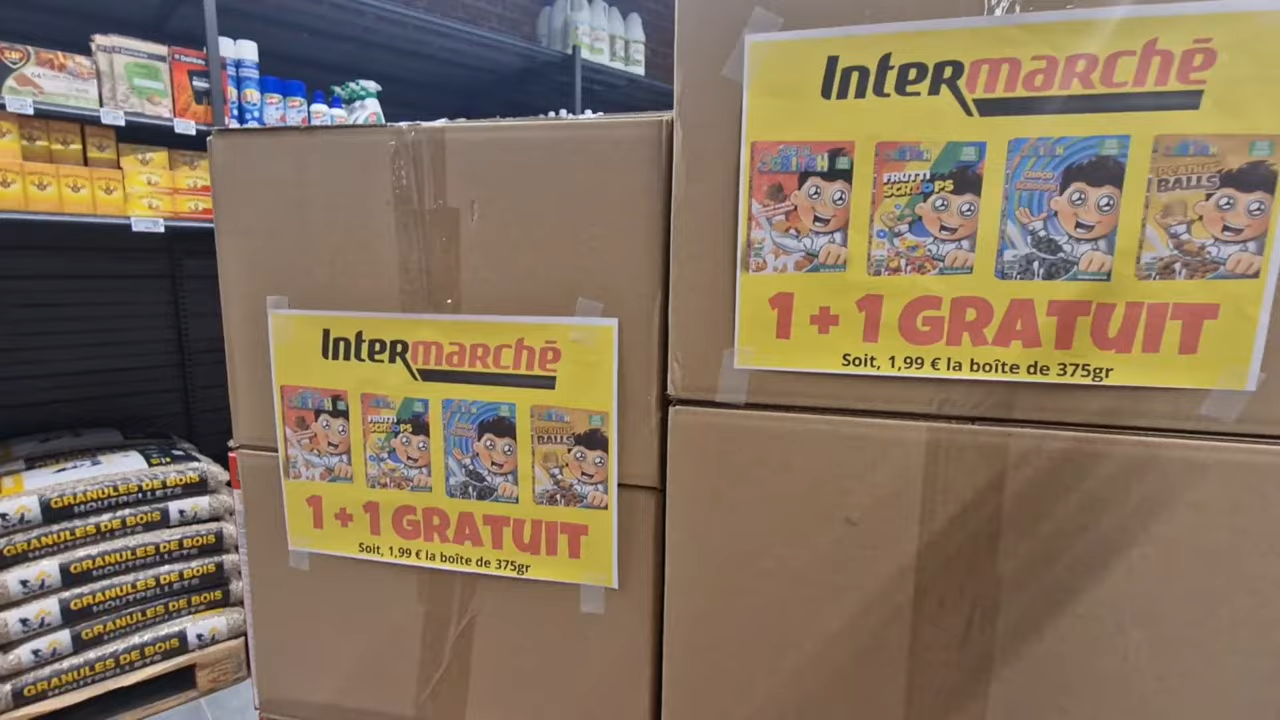 Intermarché
SCRITCH
FRUTTI
SCROOPS
CHOCO
SCROOPS
PEANUT
BALLS
1 + 1 GRATUIT
Soit, 1,99 € la boîte de 375gr
Intermarché
FRUTTI
SCROOPS
PEANUT
BALLS
1 + 1 GRATUIT
Soit, 1,99 € la boîte de 375gr
GRANULES DE BOIS
HOUTPELLETS
GRANULES DE BOIS
HOUTPELLETS
GRANULES DE BOIS
HOUTPELLETS
GRANULES DE BOIS
HOUTPELLETS
GRANULES DE BOIS
HOUTPELLETS
GRANULES DE BOIS
HOUTPELLETS